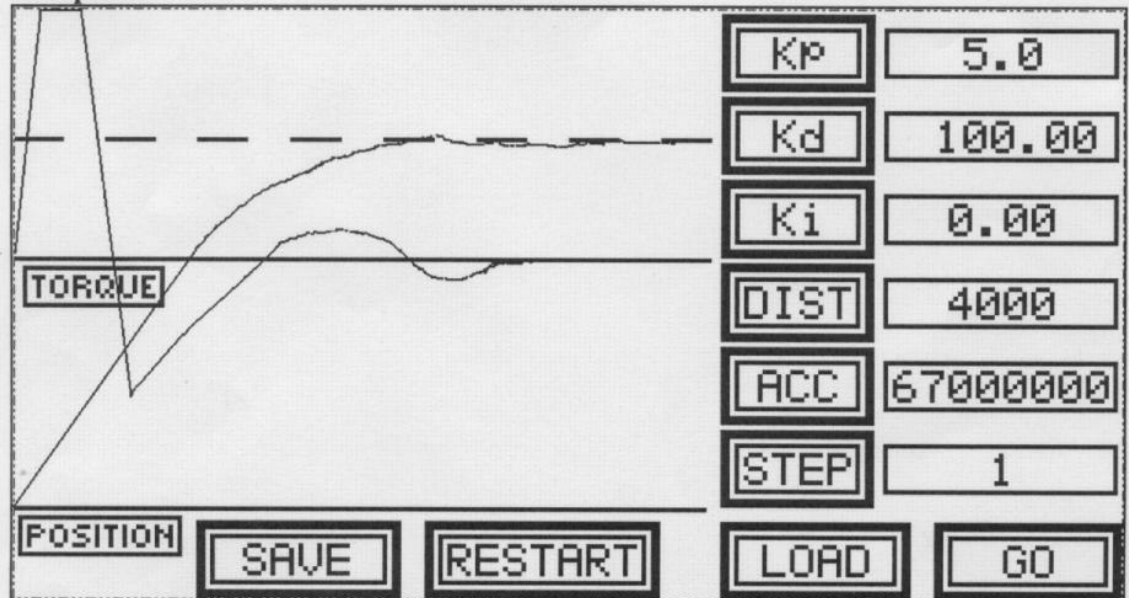 Kp 5.0
Kd 100.00
Ki 0.00
TORQUE
DIST 4000
ACC 67000000
STEP 1
POSITION
SAVE RESTART LOAD GO